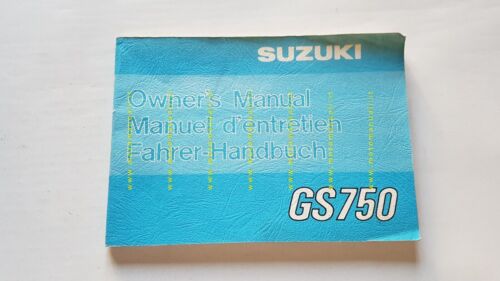 SUZUKI
Owner's Manual
Manuel d'entretien
Fahrer-Handbuch
GS750